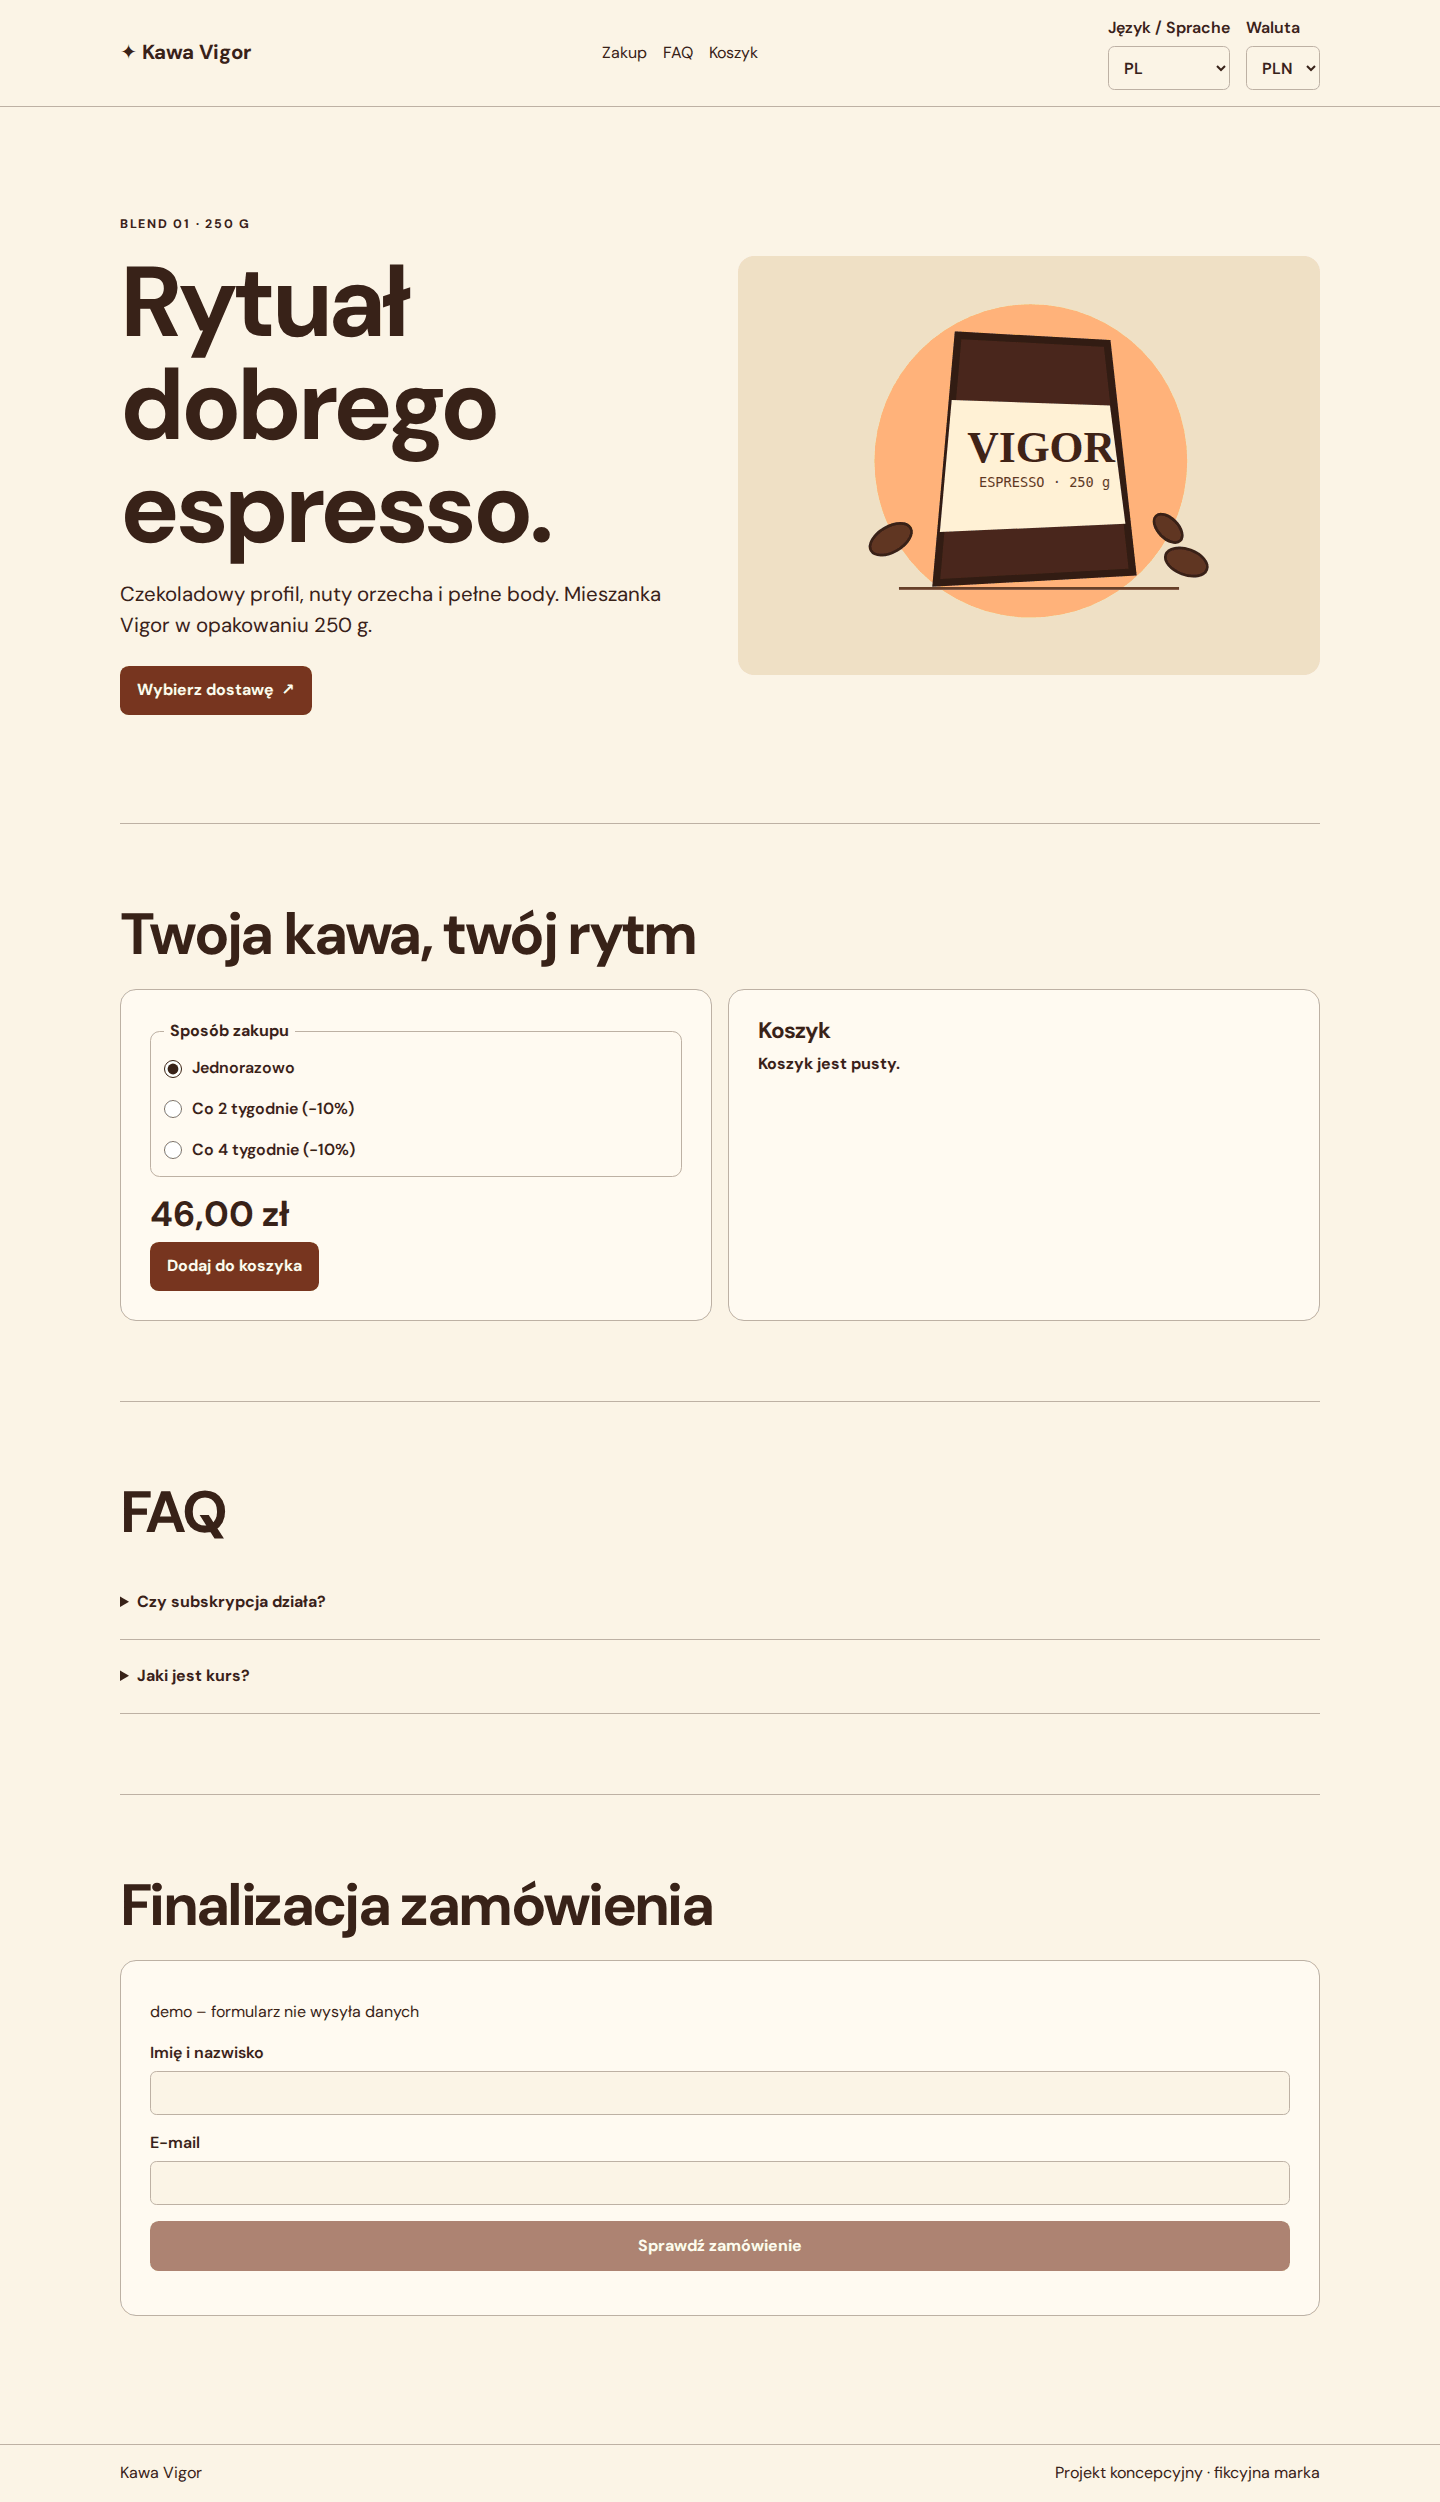 ✦ Kawa Vigor
Zakup FAQ Koszyk
Język / Sprache Waluta
PL PLN
BLEND 01 · 250 G
Rytuał
dobrego
espresso.
Czekoladowy profil, nuty orzecha i pełne body. Mieszanka
Vigor w opakowaniu 250 g.
Wybierz dostawę ↗
VIGOR
ESPRESSO · 250 g
Twoja kawa, twój rytm
Sposób zakupu
Jednorazowo
Co 2 tygodnie (-10%)
Co 4 tygodnie (-10%)
46,00 zł
Dodaj do koszyka
Koszyk
Koszyk jest pusty.
FAQ
Czy subskrypcja działa?
Jaki jest kurs?
Finalizacja zamówienia
demo – formularz nie wysyła danych
Imię i nazwisko
E-mail
Sprawdź zamówienie
Kawa Vigor
Projekt koncepcyjny · fikcyjna marka